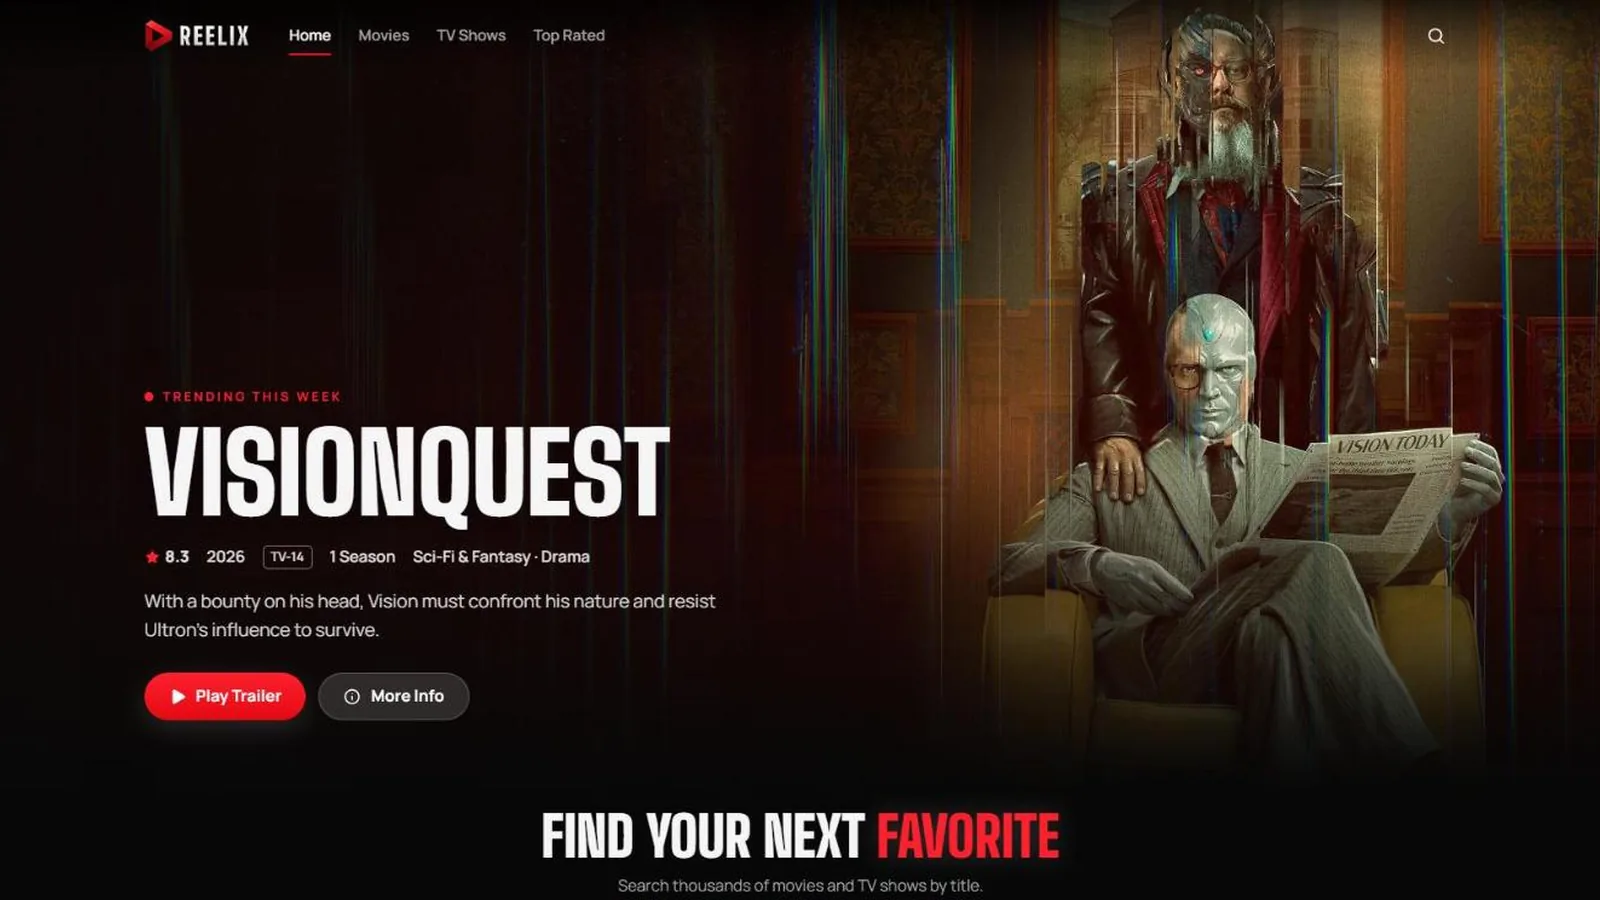 REELIX
Home
Movies
TV Shows
Top Rated
VISION TODAY
TRENDING THIS WEEK
VISIONQUEST
8.3 2026 TV-14 1 Season Sci-Fi & Fantasy · Drama
With a bounty on his head, Vision must confront his nature and resist
Ultron's influence to survive.
Play Trailer
More Info
FIND YOUR NEXT FAVORITE
Search thousands of movies and TV shows by title.